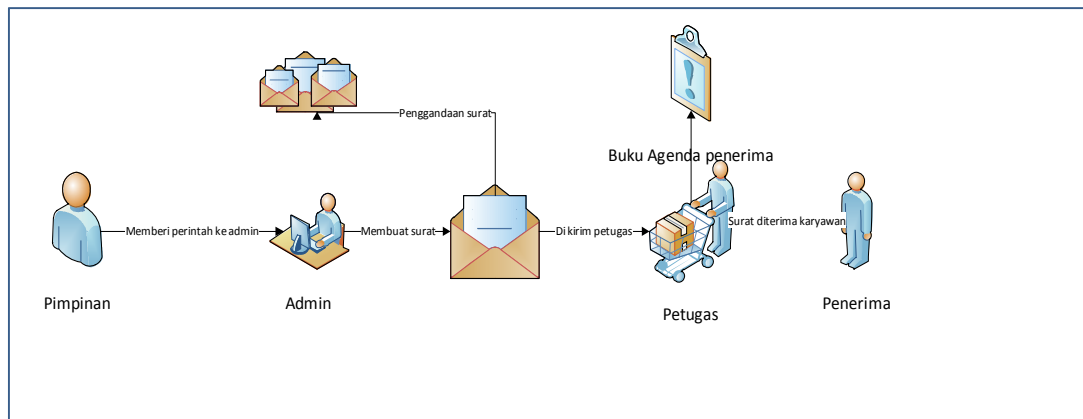 Penggandaan surat
Buku Agenda penerima
Memberi perintah ke admin
Membuat surat
Di kirim petugas
Surat diterima karyawan
Pimpinan
Admin
Petugas
Penerima